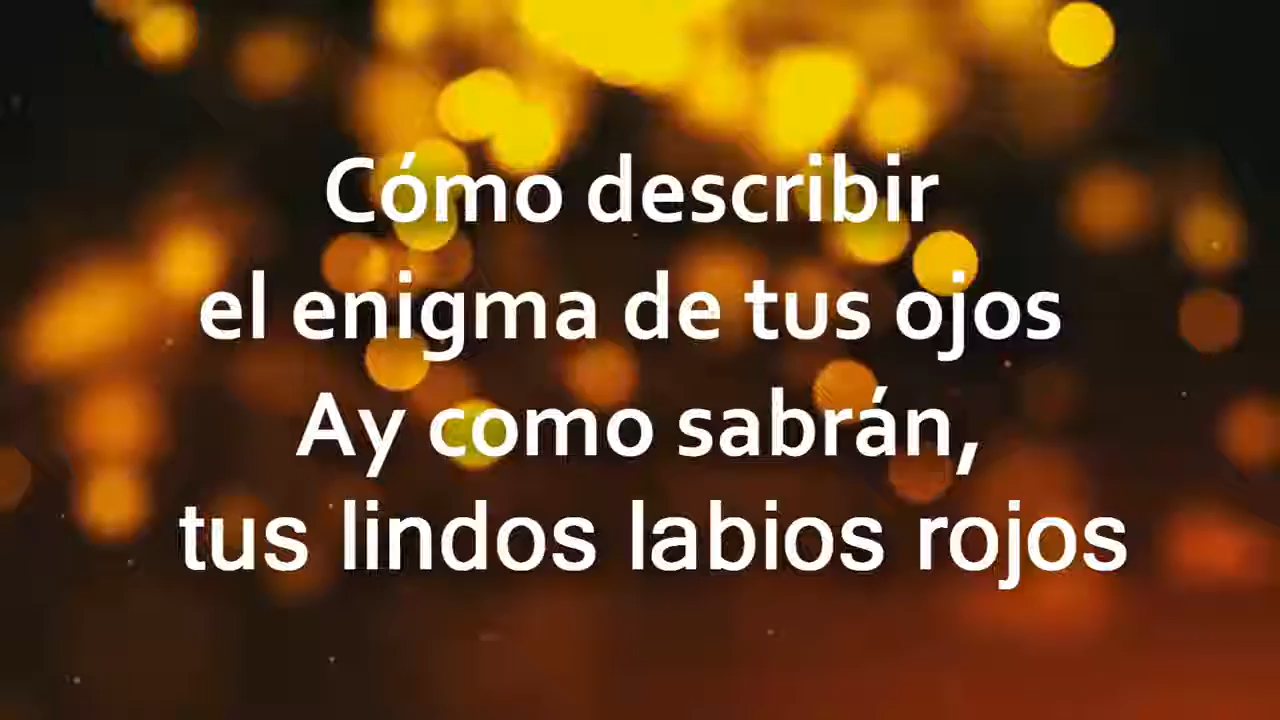 Cómo describir
el enigma de tus ojos
Ay como sabrán,
tus lindos labios rojos